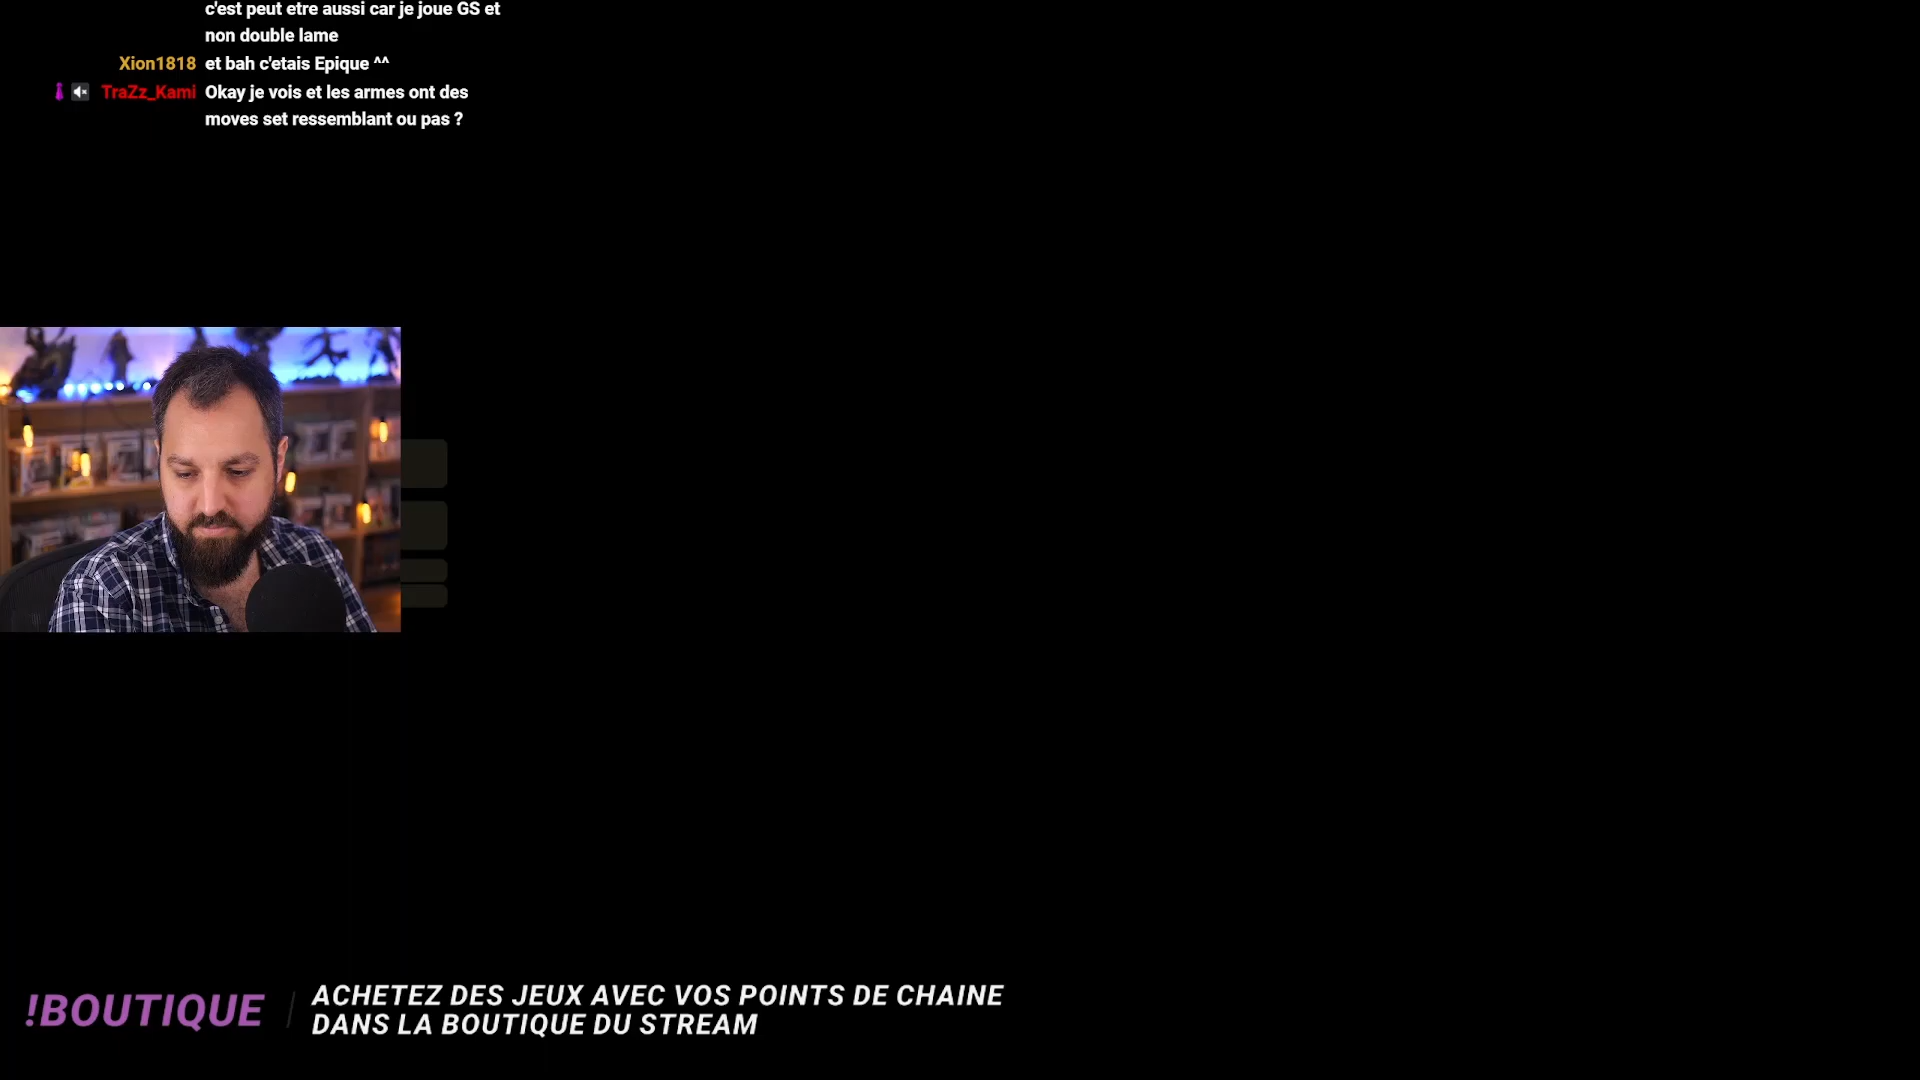 c'est peut etre aussi car je joue GS et
non double lame
Xion1818 et bah c'etais Epique ^^
TraZz_Kami Okay je vois et les armes ont des
moves set ressemblant ou pas ?
!BOUTIQUE
ACHETEZ DES JEUX AVEC VOS POINTS DE CHAINE
DANS LA BOUTIQUE DU STREAM